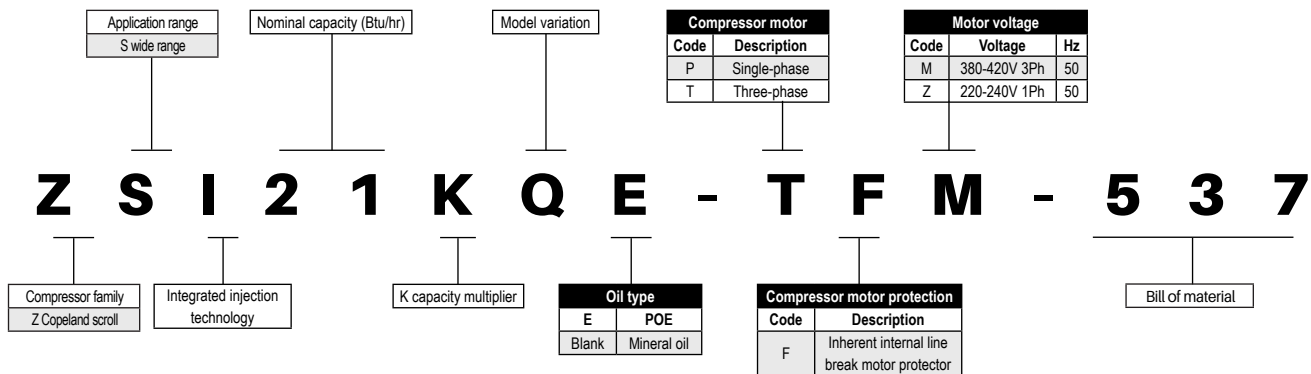 Application range
S wide range
Nominal capacity (Btu/hr)
Model variation
Compressor motor
Code Description
P Single-phase
T Three-phase
Motor voltage
Code Voltage Hz
M 380-420V 3Ph 50
Z 220-240V 1Ph 50
Z S I 2 1 K Q E - T F M - 5 3 7
Compressor family
Z Copeland scroll
Integrated injection
technology
K capacity multiplier
Oil type
E POE
Blank Mineral oil
Compressor motor protection
Code Description
F Inherent internal line
break motor protector
Bill of material